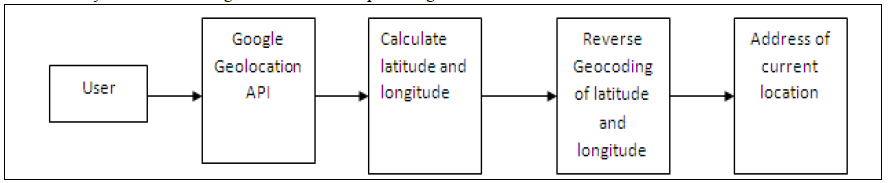 User
Google
Geolocation
API
Calculate
latitude and
longitude
Reverse
Geocoding
of latitude
and
longitude
Address of
current
location